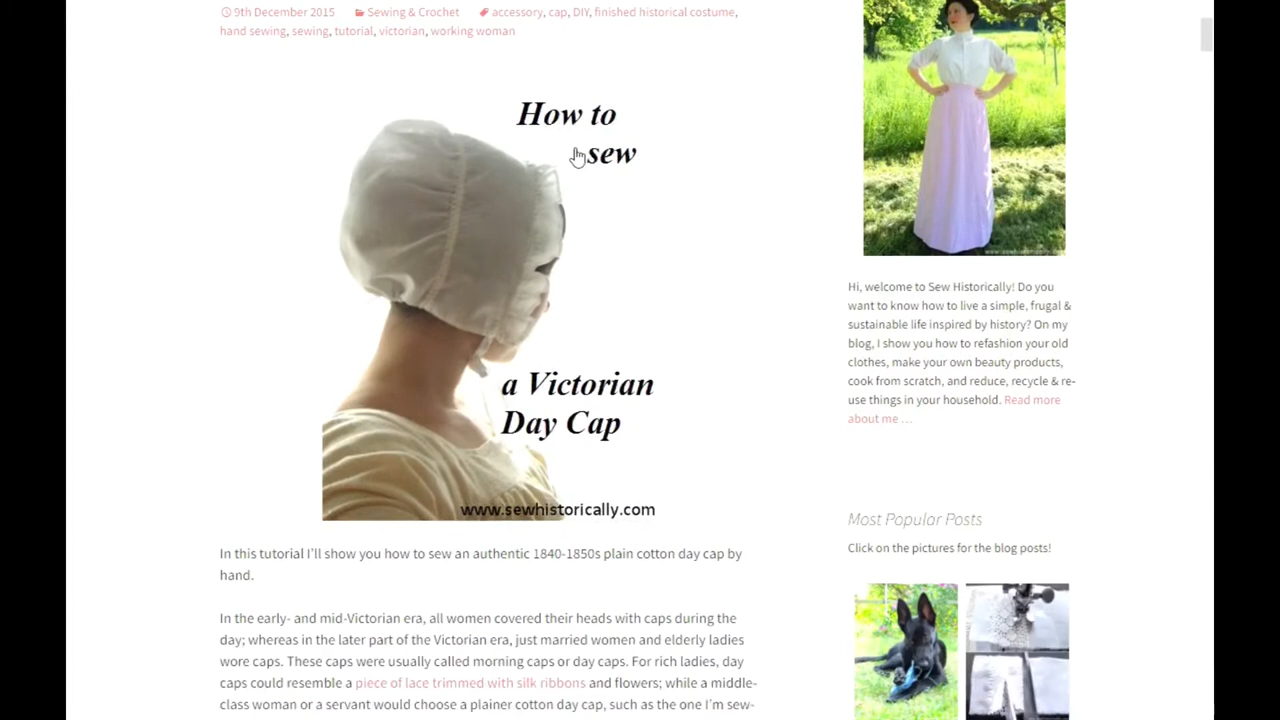 9th December 2015 Sewing & Crochet accessory, cap, DIY, finished historical costume,
hand sewing, sewing, tutorial, victorian, working woman
How to
sew
a Victorian
Day Cap
www.sewhistorically.com
In this tutorial I'll show you how to sew an authentic 1840-1850s plain cotton day cap by
hand.
In the early- and mid-Victorian era, all women covered their heads with caps during the
day; whereas in the later part of the Victorian era, just married women and elderly ladies
wore caps. These caps were usually called morning caps or day caps. For rich ladies, day
caps could resemble a piece of lace trimmed with silk ribbons and flowers; while a middle-
class woman or a servant would choose a plainer cotton day cap, such as the one I'm sew-
www.sewhistorically.com
Hi, welcome to Sew Historically! Do you
want to know how to live a simple, frugal &
sustainable life inspired by history? On my
blog, I show you how to refashion your old
clothes, make your own beauty products,
cook from scratch, and reduce, recycle & re-
use things in your household. Read more
about me …
Most Popular Posts
Click on the pictures for the blog posts!